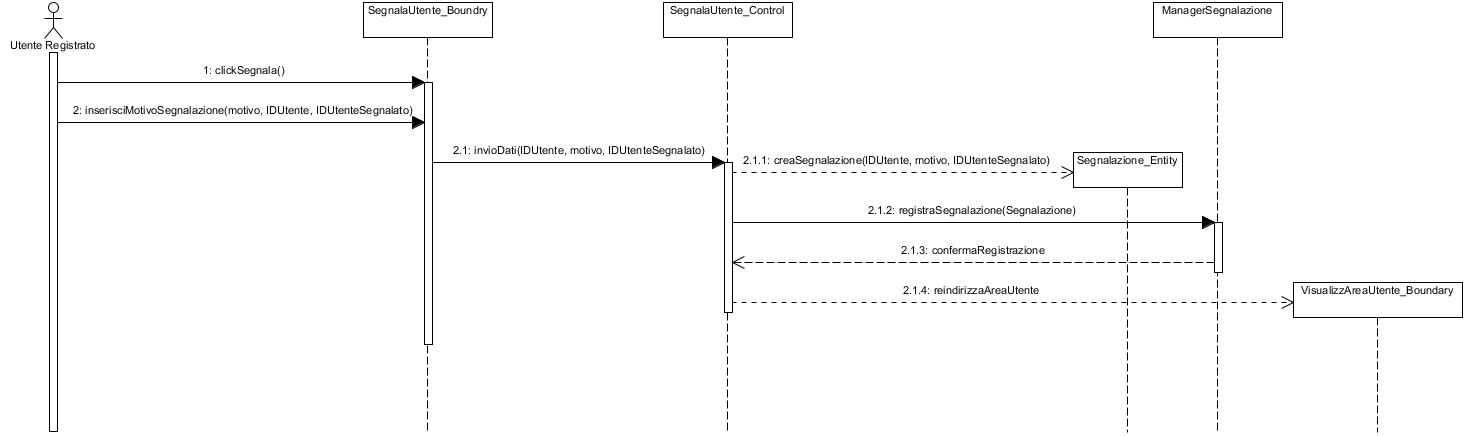 SegnalaUtente_Boundry
SegnalaUtente_Control
ManagerSegnalazione
Utente Registrato
1: clickSegnala()
2: inserisciMotivoSegnalazione(motivo, IDUtente, IDUtenteSegnalato)
2.1: invioDati(IDUtente, motivo, IDUtenteSegnalato)
2.1.1: creaSegnalazione(IDUtente, motivo, IDUtenteSegnalato)
Segnalazione_Entity
2.1.2: registraSegnalazione(Segnalazione)
2.1.3: confermaRegistrazione
2.1.4: reindirizzaAreaUtente
VisualizzAreaUtente_Boundary